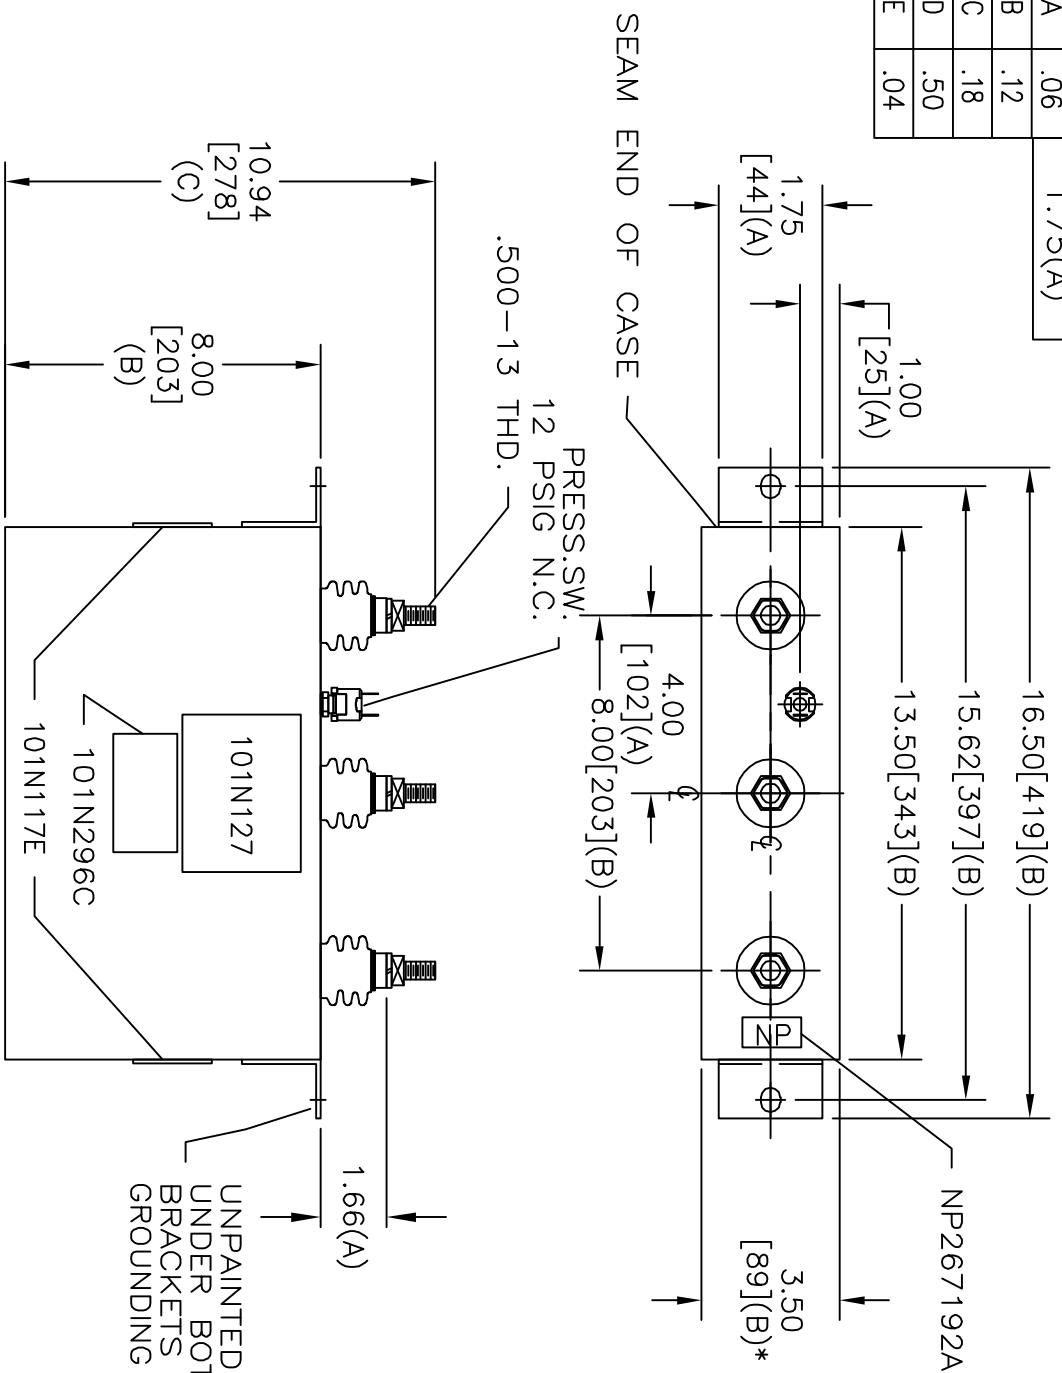 A .06
B .12
C .18
D .50
E .04
1.75(A)
SEAM END OF CASE
1.75
[44](A)
1.00
[25](A)
16.50[419](B)
15.62[397](B)
13.50[343](B)
4.00
[102](A)
8.00[203](B)
CL
CL
NP
NP267192A
3.50
[89](B)*
10.94
[278]
(C)
8.00
[203]
(B)
.500-13 THD.
PRESS.SW.
12 PSIG N.C.
101N127
101N296C
101N117E
1.66(A)
UNPAINTED
UNDER BOT
BRACKETS
GROUNDING